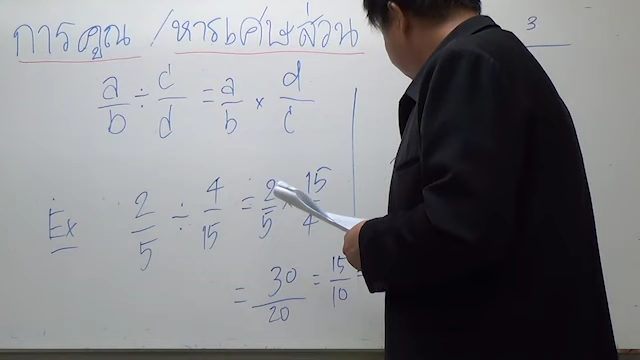 การคูณ / หารเศษส่วน
a/b ÷ c/d = a/b × d/c
Ex 2/5 ÷ 4/15 = 2/5 × 15/4
= 30/20 = 15/10 =
3